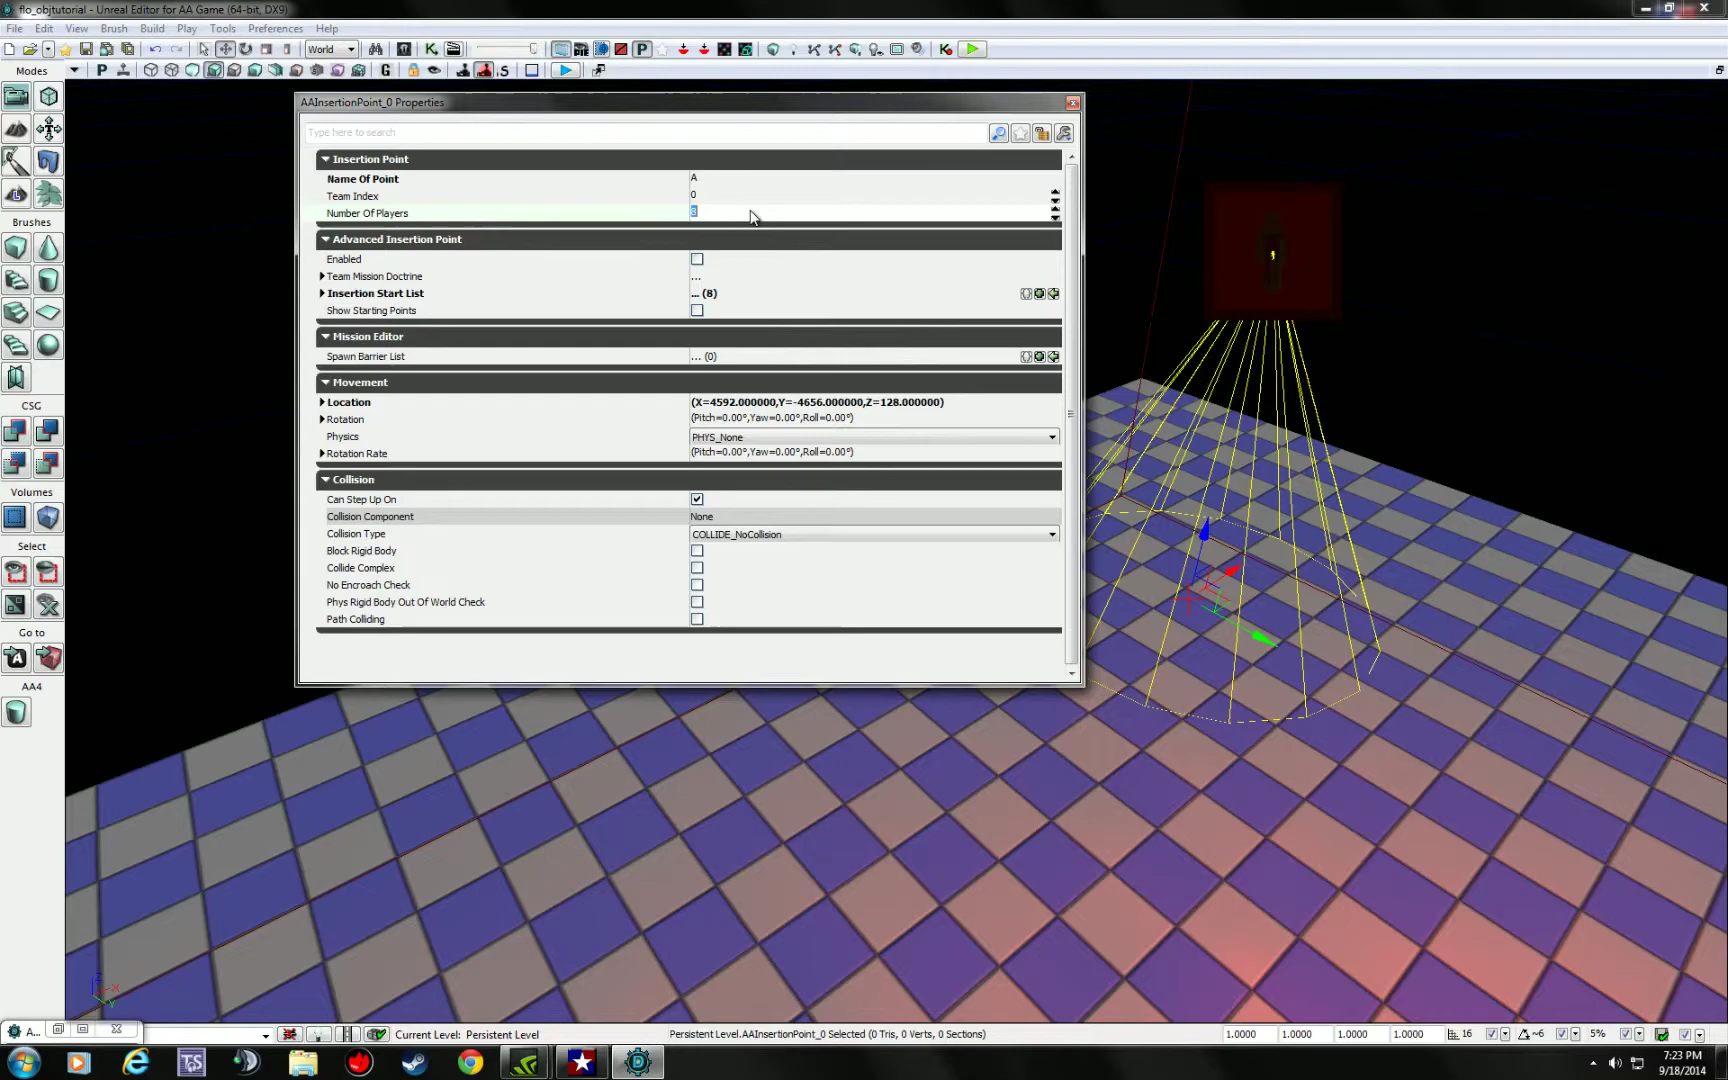 flo_objtutorial - Unreal Editor for AA Game (64-bit, DX9)
File Edit View Brush Build Play Tools Preferences Help
World
Modes
AAInsertionPoint_0 Properties
Type here to search
Insertion Point
Name Of Point A
Team Index 0
Number Of Players 8
Advanced Insertion Point
Enabled
Team Mission Doctrine ...
Insertion Start List ... (8)
Show Starting Points
Mission Editor
Spawn Barrier List ... (0)
Movement
Location (X=4592.000000,Y=-4656.000000,Z=128.000000)
Rotation (Pitch=0.00°,Yaw=0.00°,Roll=0.00°)
Physics PHYS_None
Rotation Rate (Pitch=0.00°,Yaw=0.00°,Roll=0.00°)
Collision
Can Step Up On
Collision Component None
Collision Type COLLIDE_NoCollision
Block Rigid Body
Collide Complex
No Encroach Check
Phys Rigid Body Out Of World Check
Path Colliding
Brushes
CSG
Volumes
Select
Go to
AA4
A...
Current Level: Persistent Level
Persistent Level.AAInsertionPoint_0 Selected (0 Tris, 0 Verts, 0 Sections)
1.0000 1.0000 1.0000 1.0000 16 ~6 5%
7:23 PM
9/18/2014